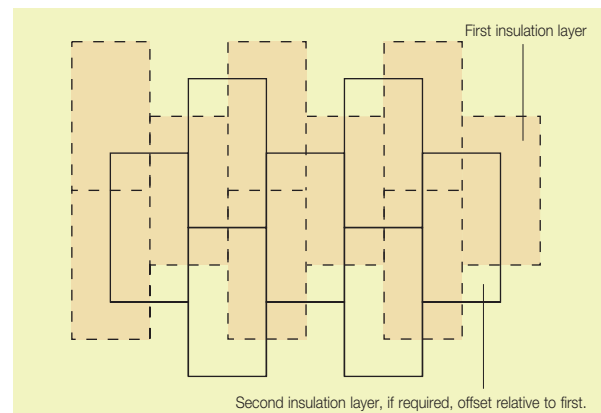 First insulation layer
Second insulation layer, if required, offset relative to first.